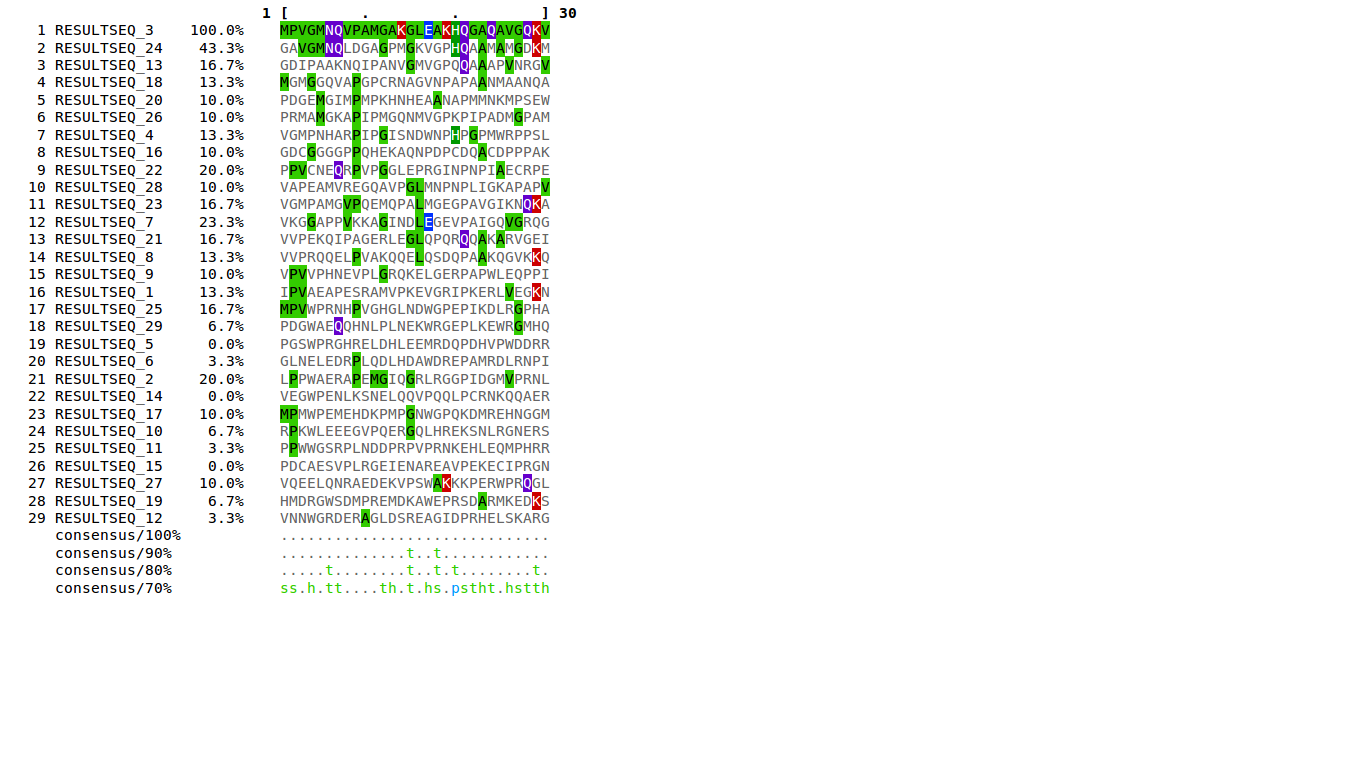 1 [ . . ] 30
1 RESULTSEQ_3 100.0% MPVGMNQVPAMGAKGLEAKHQGAQAVGQKV
2 RESULTSEQ_24 43.3% GAVGMNQLDGAGPMGKVGPHQAAMAMGDKM
3 RESULTSEQ_13 16.7% GDIPAAKNQIPANVGMVGPQQAAAPVNRGV
4 RESULTSEQ_18 13.3% MGMGGQVAPGPCRNAGVNPAPAANMAANQA
5 RESULTSEQ_20 10.0% PDGEMGIMPMPKHNHEAANAPMMNKMPSEW
6 RESULTSEQ_26 10.0% PRMAMGKAPIPMGQNMVGPKPIPADMGPAM
7 RESULTSEQ_4 13.3% VGMPNHARPIPGISNDWNPHPGPMWRPPSL
8 RESULTSEQ_16 10.0% GDCGGGGPPQHEKAQNPDPCDQACDPPPAK
9 RESULTSEQ_22 20.0% PPVCNEQRPVPGGLEPRGINPNPIAECRPE
10 RESULTSEQ_28 10.0% VAPEAMVREGQAVPGLMNPNPLIGKAPAPV
11 RESULTSEQ_23 16.7% VGMPAMGVPQEMQPALMGEGPAVGIKNQKA
12 RESULTSEQ_7 23.3% VKGGAPPVKKAGINDLEGEVPAIGQVGRQG
13 RESULTSEQ_21 16.7% VVPEKQIPAGERLEGLQPQRQQAKARVGEI
14 RESULTSEQ_8 13.3% VVPRQQELPVAKQQELQSDQPAAKQGVKKQ
15 RESULTSEQ_9 10.0% VPVVPHNEVPLGRQKELGERPAPWLEQPPI
16 RESULTSEQ_1 13.3% IPVAEAPESRAMVPKEVGRIPKERLVEGKN
17 RESULTSEQ_25 16.7% MPVWPRNHPVGHGLNDWGPEPIKDLRGPHA
18 RESULTSEQ_29 6.7% PDGWAEQQHNLPLNEKWRGEPLKEWRGMHQ
19 RESULTSEQ_5 0.0% PGSWPRGHRELDHLEEMRDQPDHVPWDDRR
20 RESULTSEQ_6 3.3% GLNELEDRPLQDLHDAWDREPAMRDLRNPI
21 RESULTSEQ_2 20.0% LPPWAERAPEMGIQGRLRGGPIDGMVPRNL
22 RESULTSEQ_14 0.0% VEGWPENLKSNELQQVPQQLPCRNKQQAER
23 RESULTSEQ_17 10.0% MPMWPEMEHDKPMPGNWGPQKDMREHNGGM
24 RESULTSEQ_10 6.7% RPKWLEEEGVPQERGQLHREKSNLRGNERS
25 RESULTSEQ_11 3.3% PPWWGSRPLNDDPRPVPRNKEHLEQMPHRR
26 RESULTSEQ_15 0.0% PDCAESVPLRGEIENAREAVPEKECIPRGN
27 RESULTSEQ_27 10.0% VQEELQNRAEDEKVPSWAKKKPERWPRQGL
28 RESULTSEQ_19 6.7% HMDRGWSDMPREMDKAWEPRSDARMKEDKS
29 RESULTSEQ_12 3.3% VNNWGRDERAGLDSREAGIDPRHELSKARG
consensus/100% ..............................
consensus/90% ..............t..t............
consensus/80% .....t........t..t.t........t.
consensus/70% ss.h.tt....th.t.hs.pstht.hstth